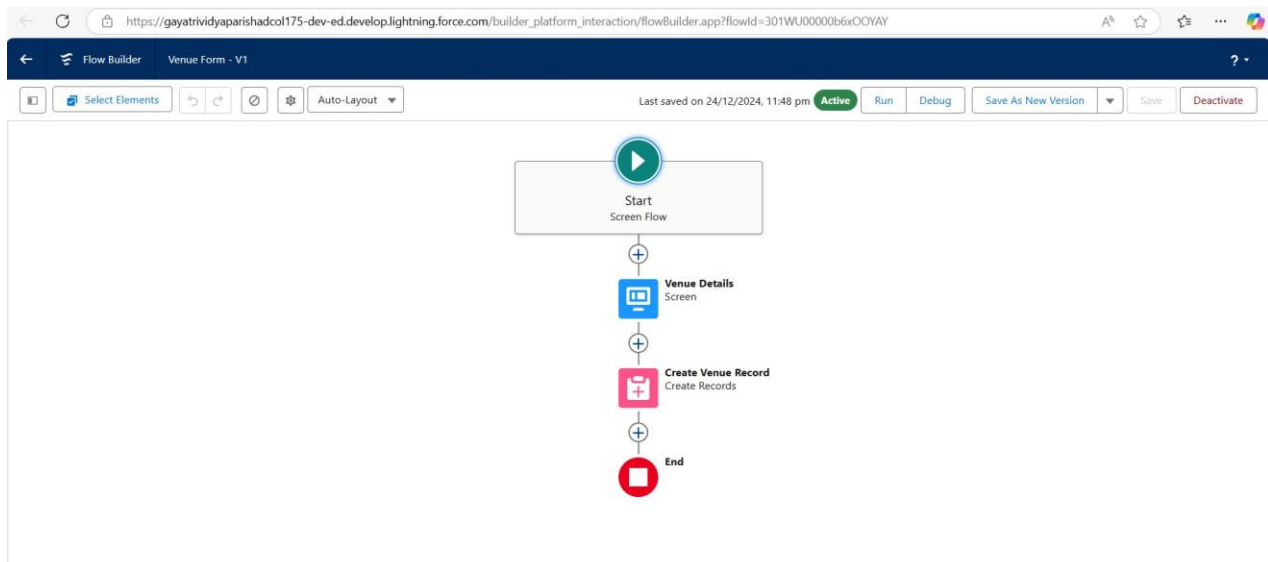 https://gayatrividyaparishadcol175-dev-ed.develop.lightning.force.com/builder_platform_interaction/flowBuilder.app?flowId=301WU00000b6xOOYAY
Flow Builder Venue Form - V1 ?
Select Elements Auto-Layout Last saved on 24/12/2024, 11:48 pm Active Run Debug Save As New Version Save Deactivate
Start
Screen Flow
Venue Details
Screen
Create Venue Record
Create Records
End